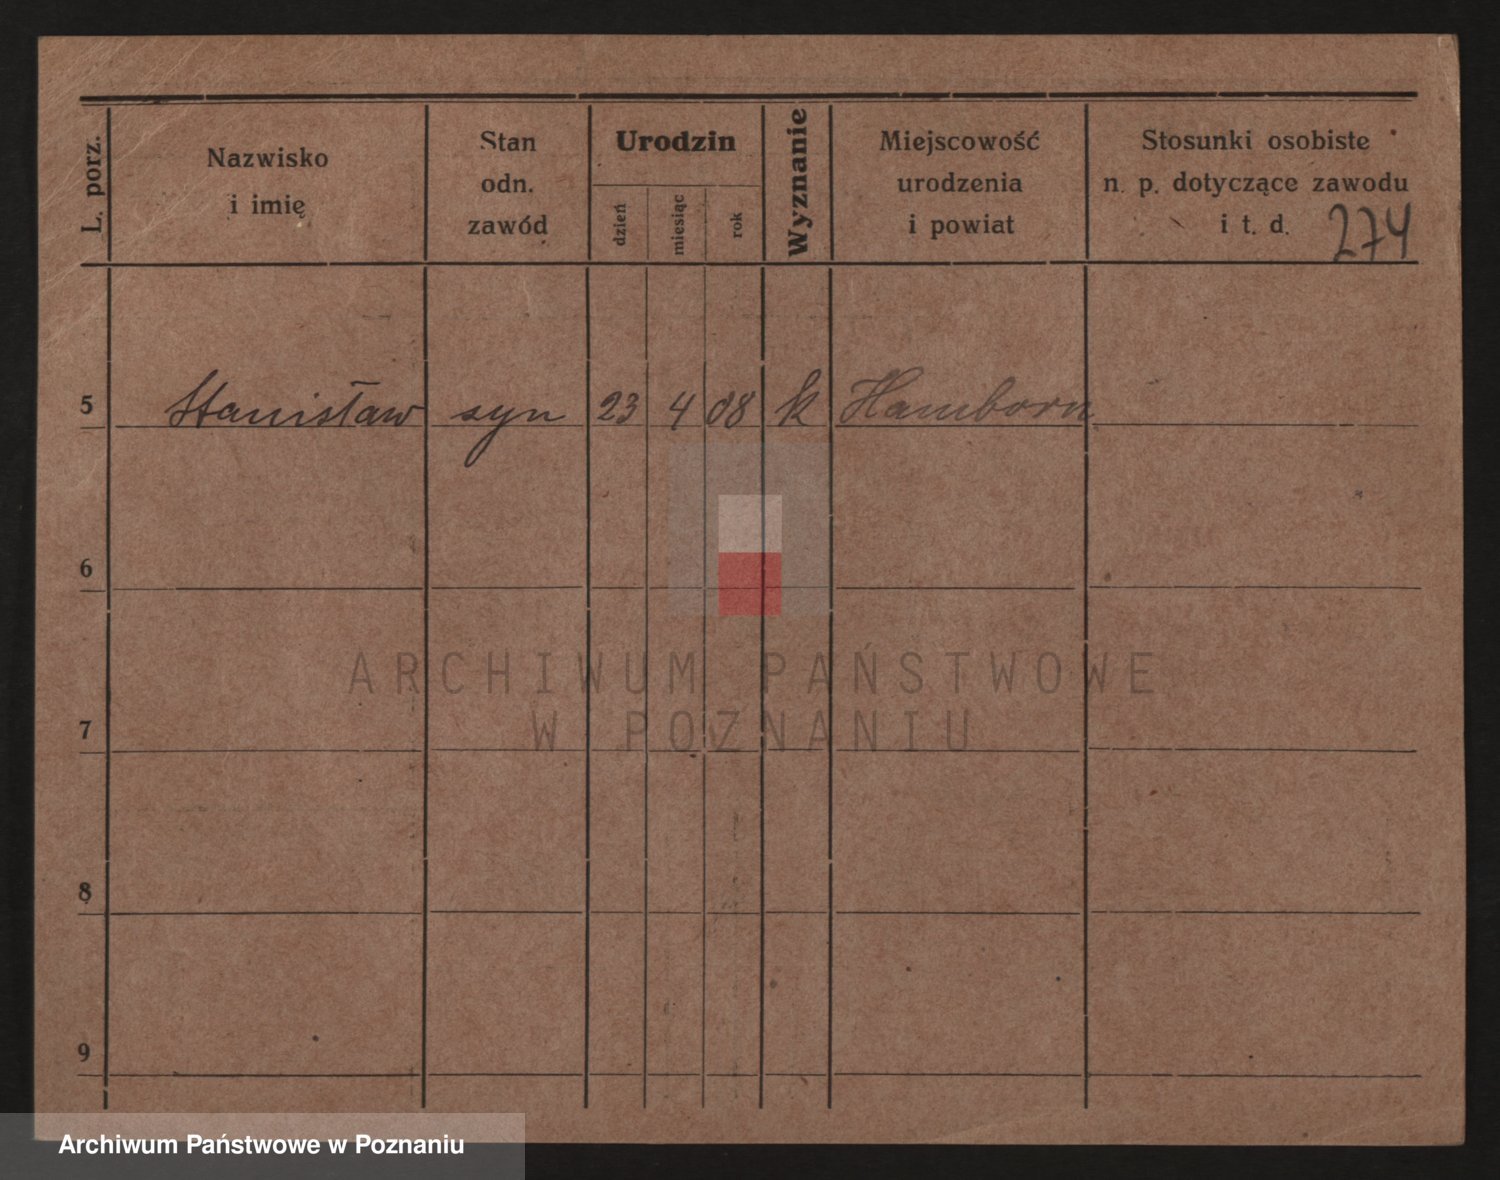 L. porz.
Nazwisko
i imię
Stan
odn.
zawód
Urodzin
dzień
miesiąc
rok
Wyznanie
Miejscowość
urodzenia
i powiat
Stosunki osobiste
n. p. dotyczące zawodu
i t. d.
274
5 Stanisław syn 23 4 08 k Hamborn
6
ARCHIWUM PAŃSTWOWE
W POZNANIU
7
8
9
Archiwum Państwowe w Poznaniu